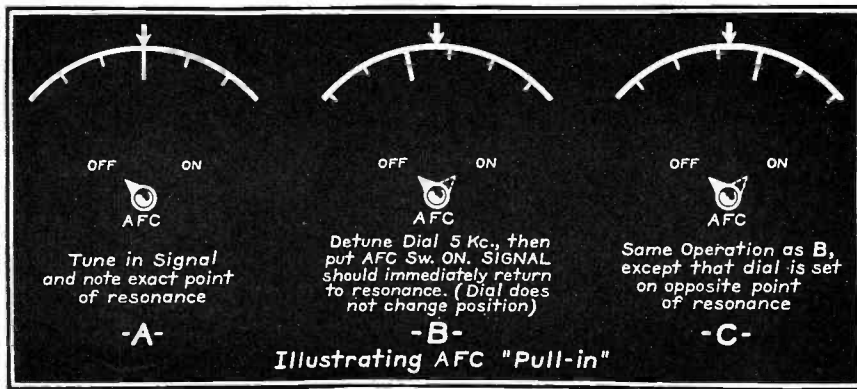 OFF ON
AFC
Tune in Signal
and note exact point
of resonance
-A-
OFF ON
AFC
Detune Dial 5 Kc., then
put AFC Sw. ON. SIGNAL
should immediately return
to resonance. (Dial does
not change position)
-B-
OFF ON
AFC
Same Operation as B,
except that dial is set
on opposite point
of resonance
-C-
Illustrating AFC "Pull-in"